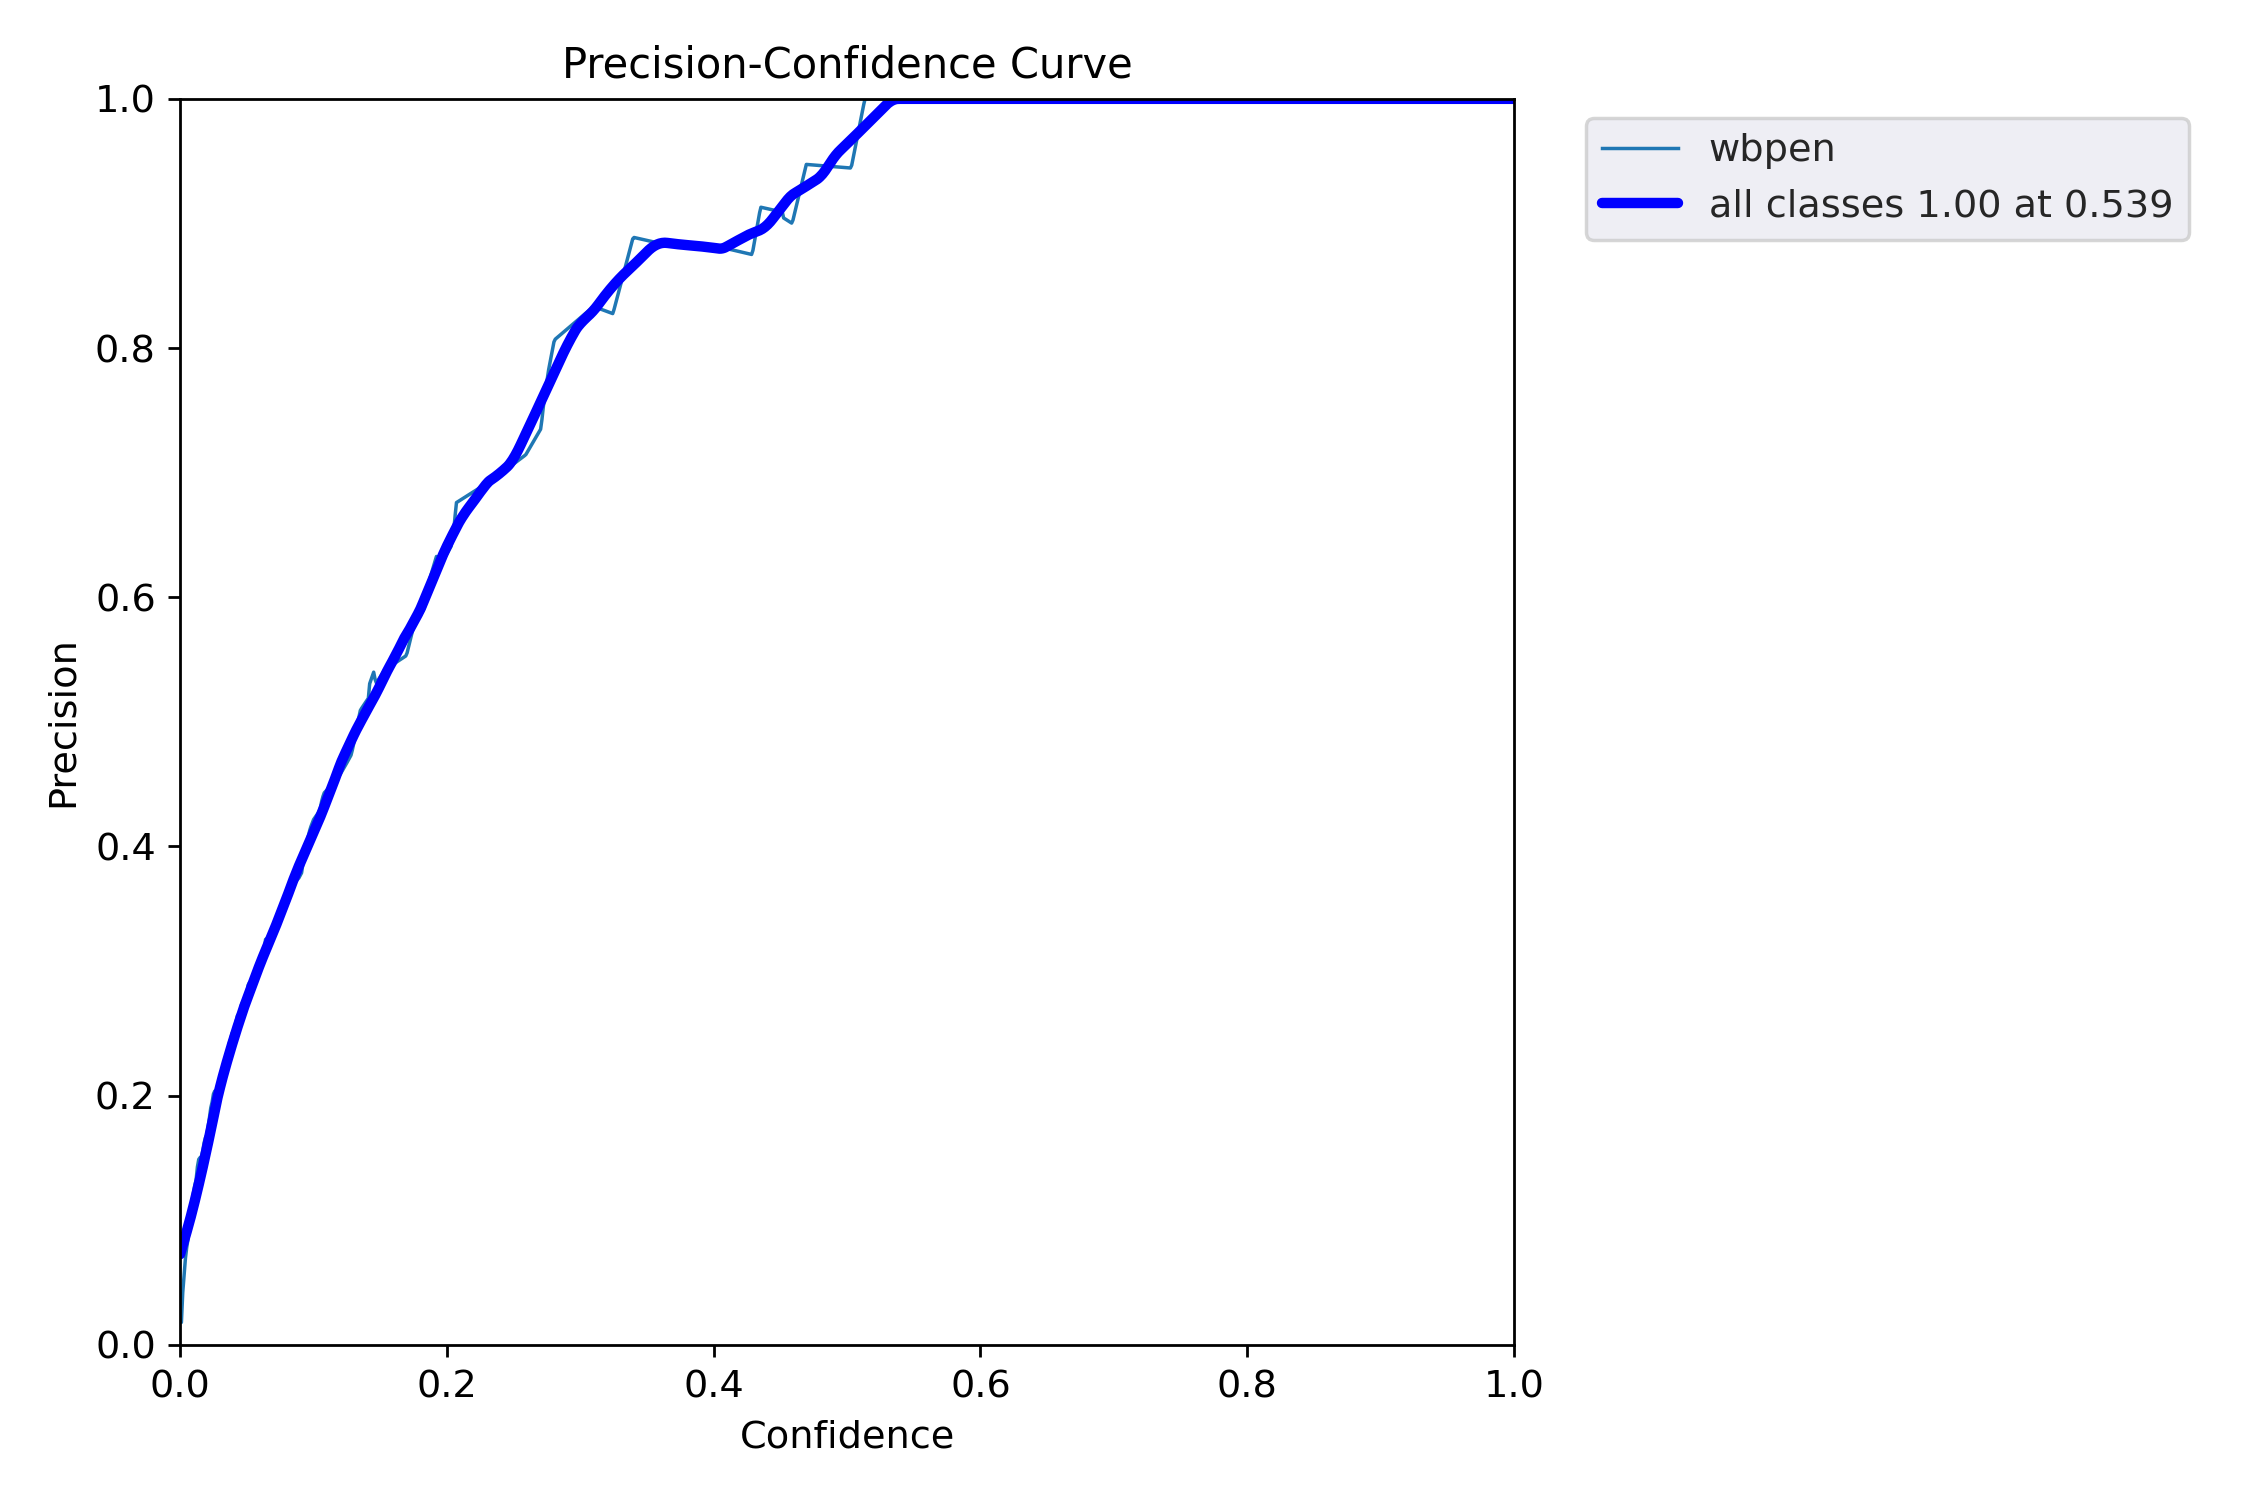 Precision-Confidence Curve
1.0
0.8
0.6
0.4
0.2
0.0
Precision
0.0 0.2 0.4 0.6 0.8 1.0
Confidence
wbpen
all classes 1.00 at 0.539